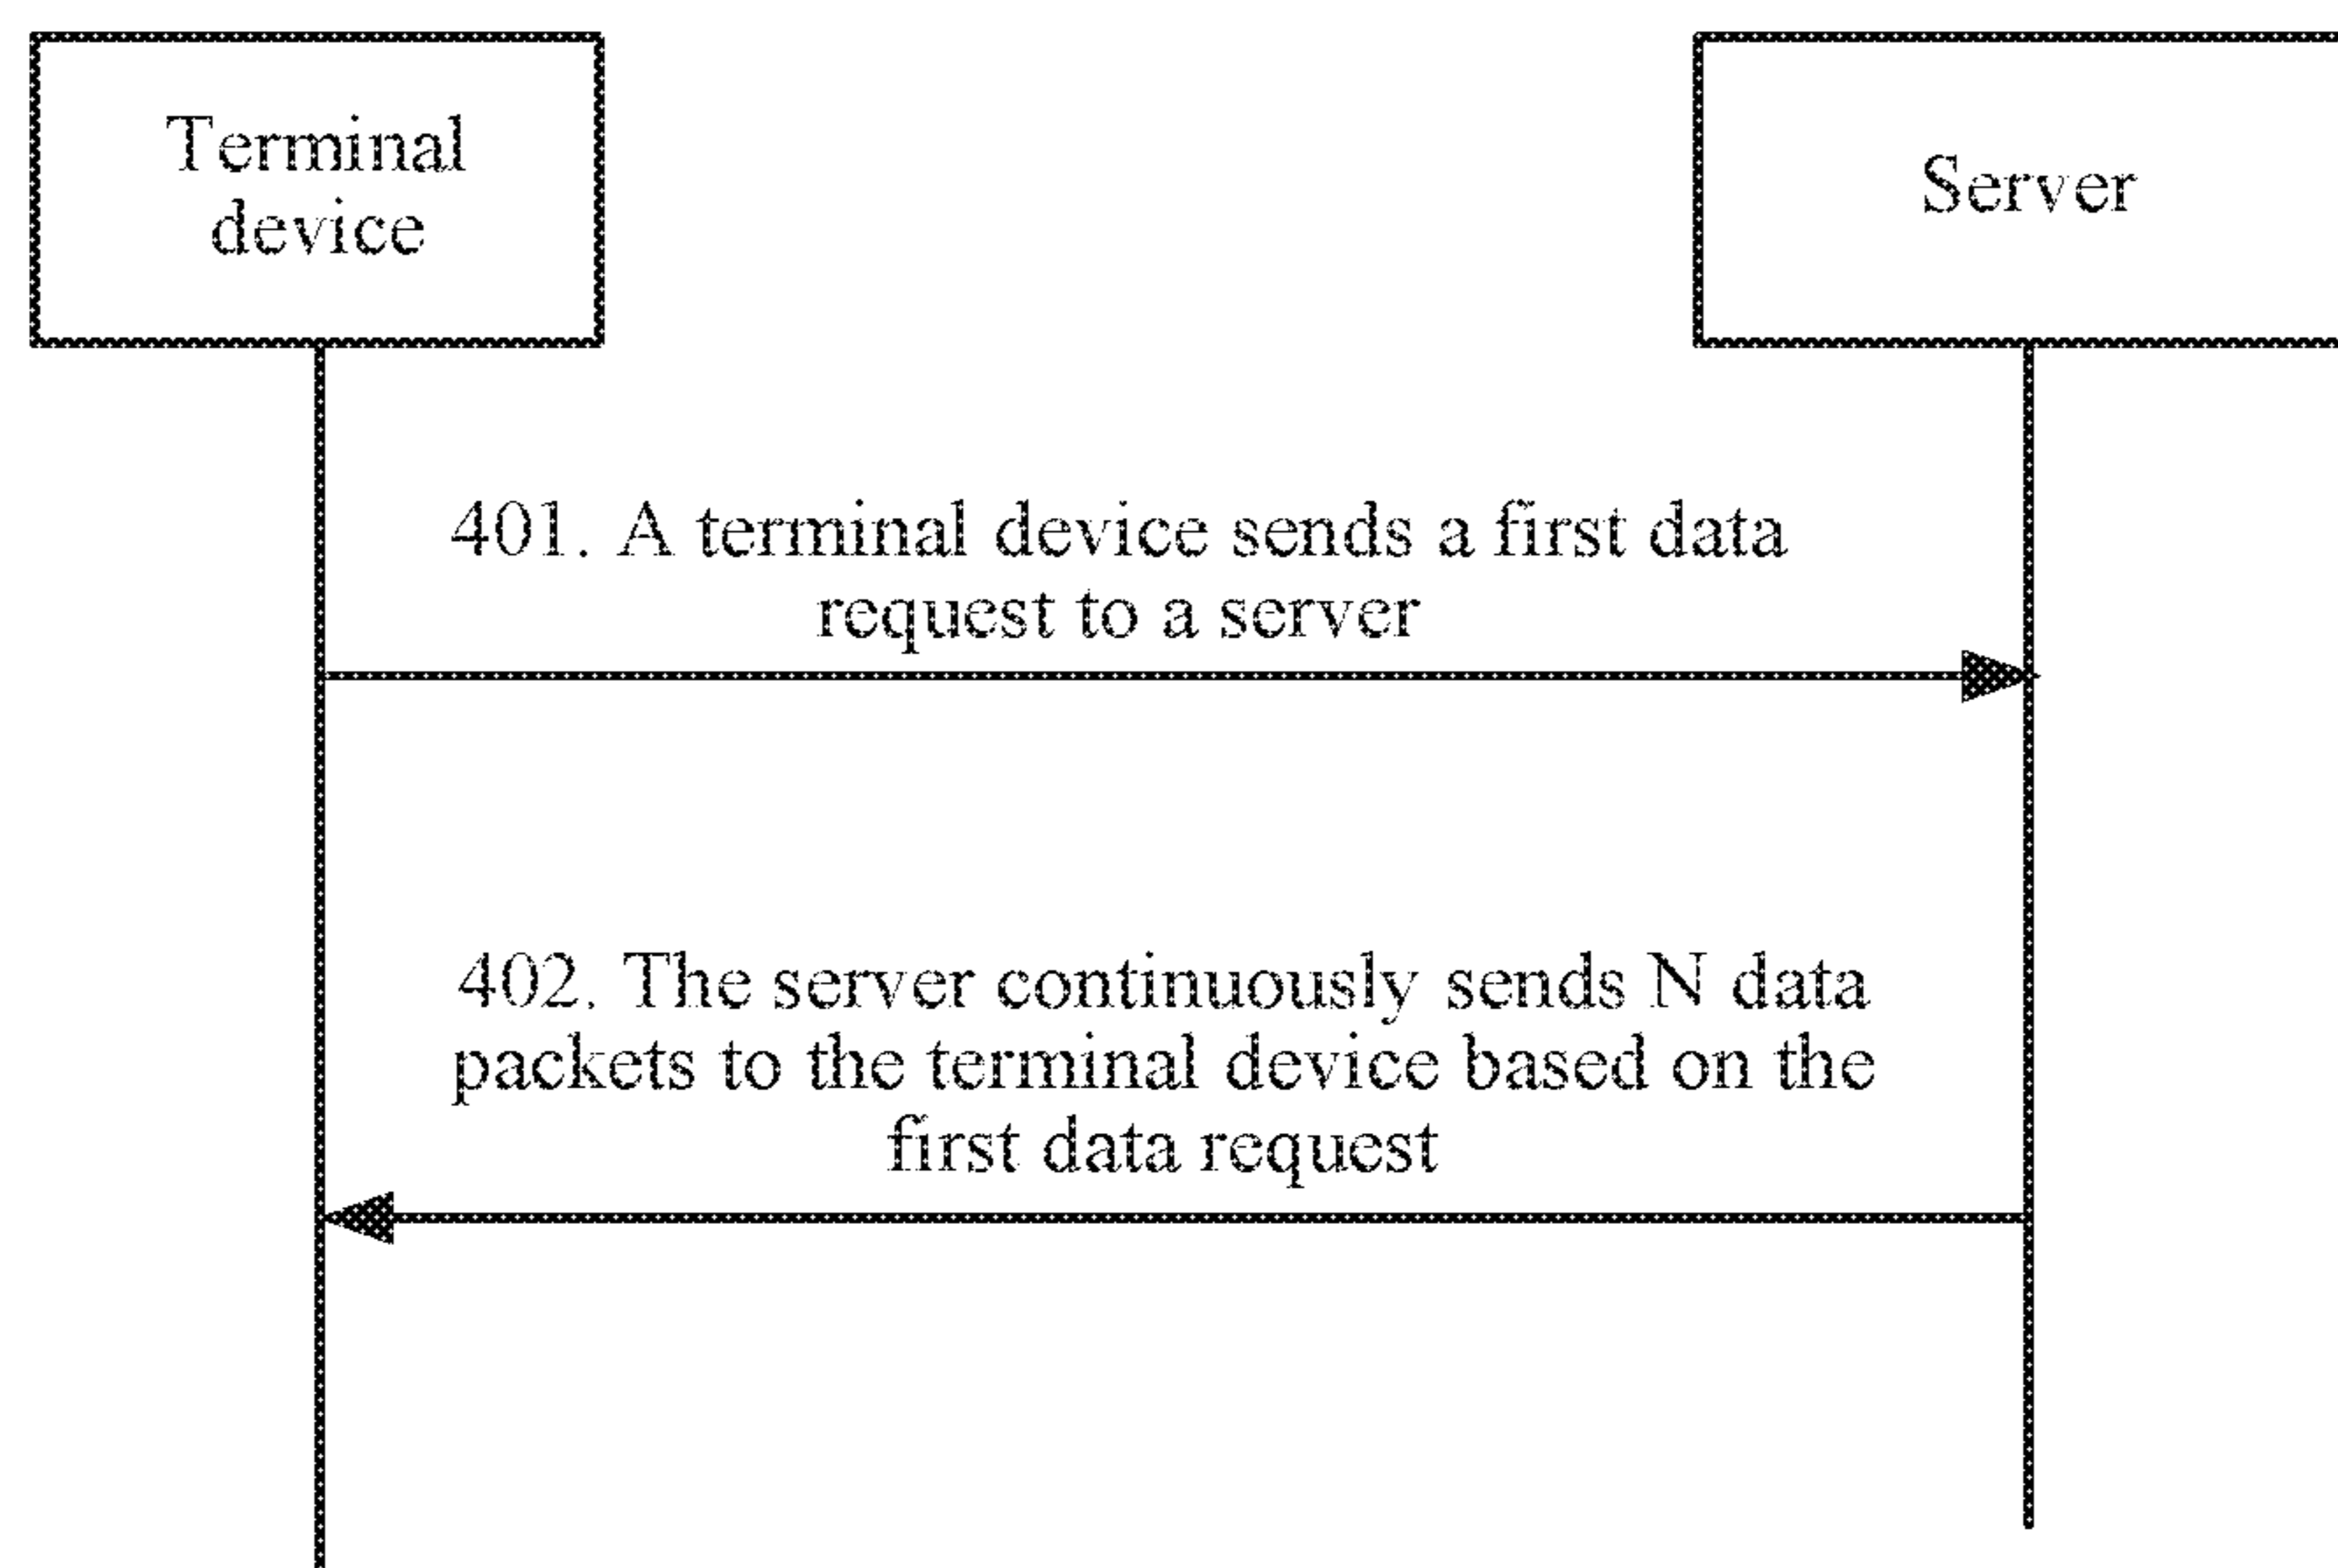 Terminal
device
Server
401. A terminal device sends a first data
request to a server
402. The server continuously sends N data
packets to the terminal device based on the
first data request